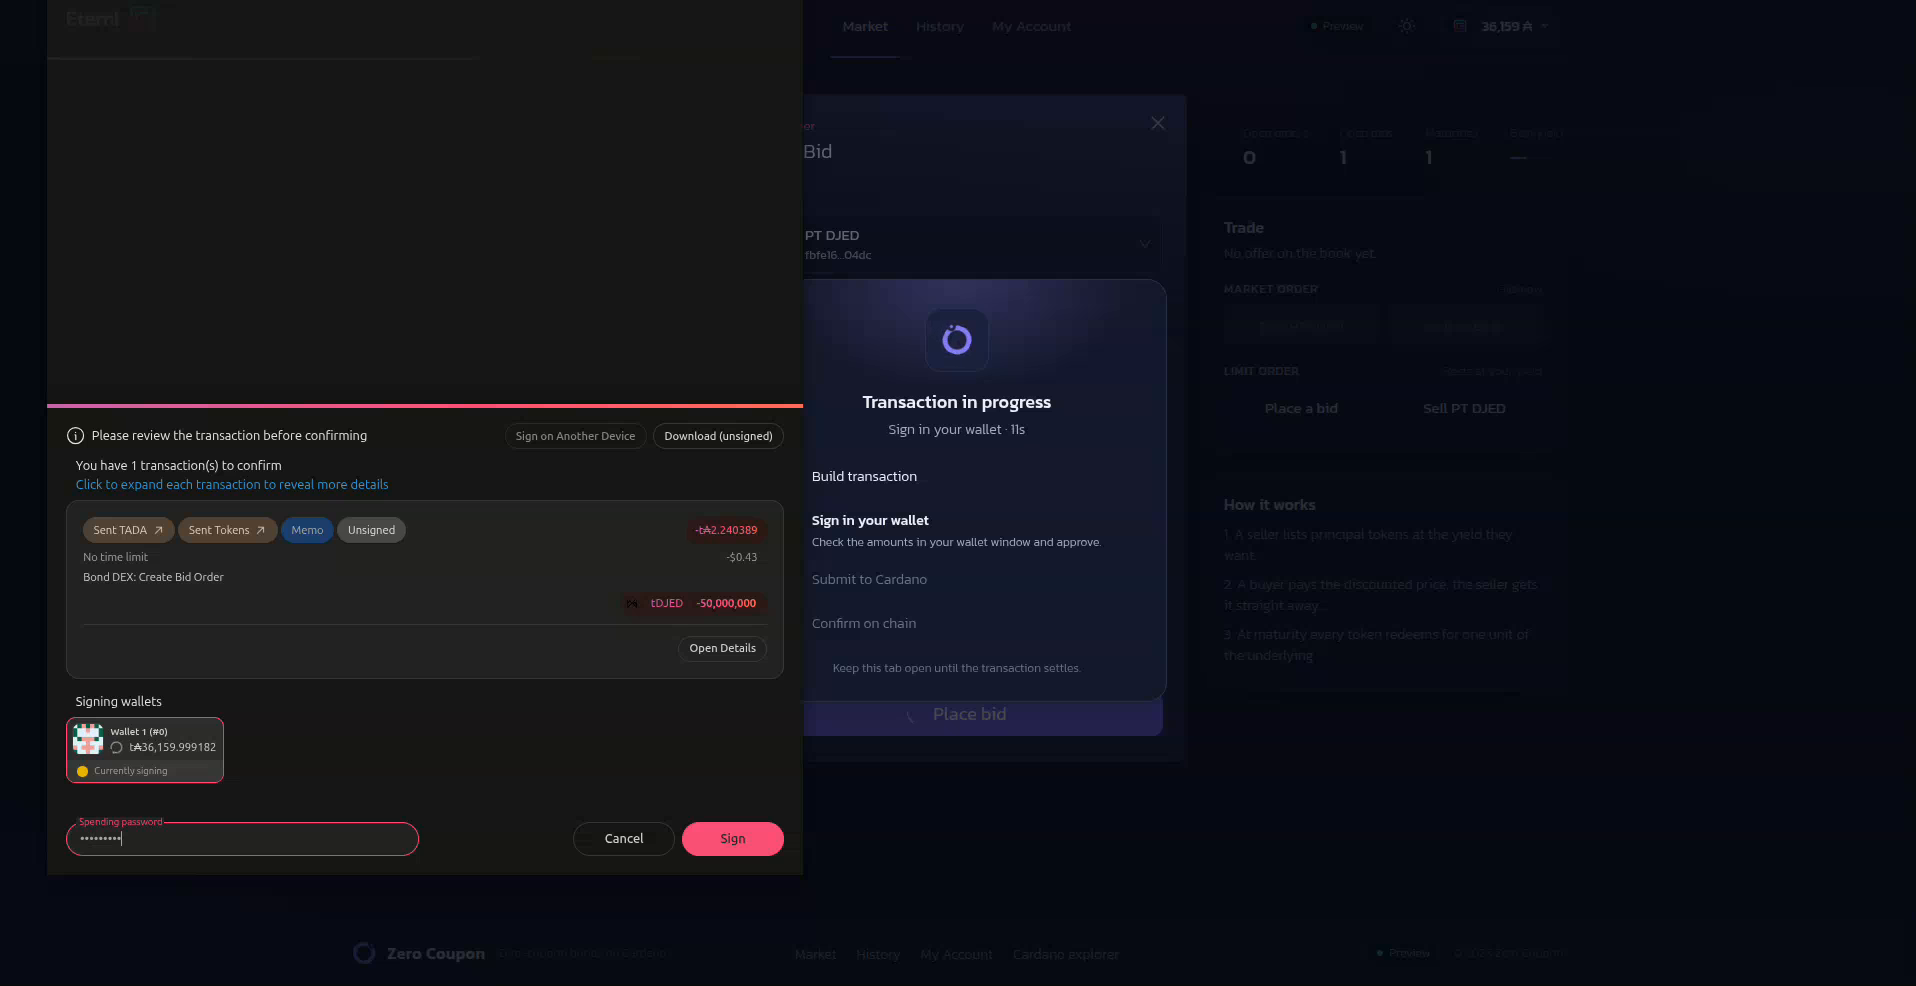 Eternl
Market
History
My Account
Preview
36,159 ₳
Bid
0
1
1
—
PT DJED
fbfe16...04dc
Trade
No offer on the book yet.
MARKET ORDER
LIMIT ORDER
Place a bid
Sell PT DJED
Transaction in progress
Sign in your wallet · 11s
Build transaction
Sign in your wallet
Check the amounts in your wallet window and approve.
Submit to Cardano
Confirm on chain
Keep this tab open until the transaction settles.
Place bid
How it works
1. A seller lists principal tokens at the yield they
want.
2. A buyer pays the discounted price, the seller gets
it straight away.
3. At maturity every token redeems for one unit of
the underlying.
Please review the transaction before confirming
Sign on Another Device
Download (unsigned)
You have 1 transaction(s) to confirm
Click to expand each transaction to reveal more details
Sent TADA
Sent Tokens
Memo
Unsigned
-t₳2.240389
No time limit
-$0.43
Bond DEX: Create Bid Order
tDJED
-50,000,000
Open Details
Signing wallets
Wallet 1 (#0)
t₳36,159.999182
Currently signing
Spending password
•••••••••
Cancel
Sign
Zero Coupon
Market
History
My Account
Cardano explorer
Preview